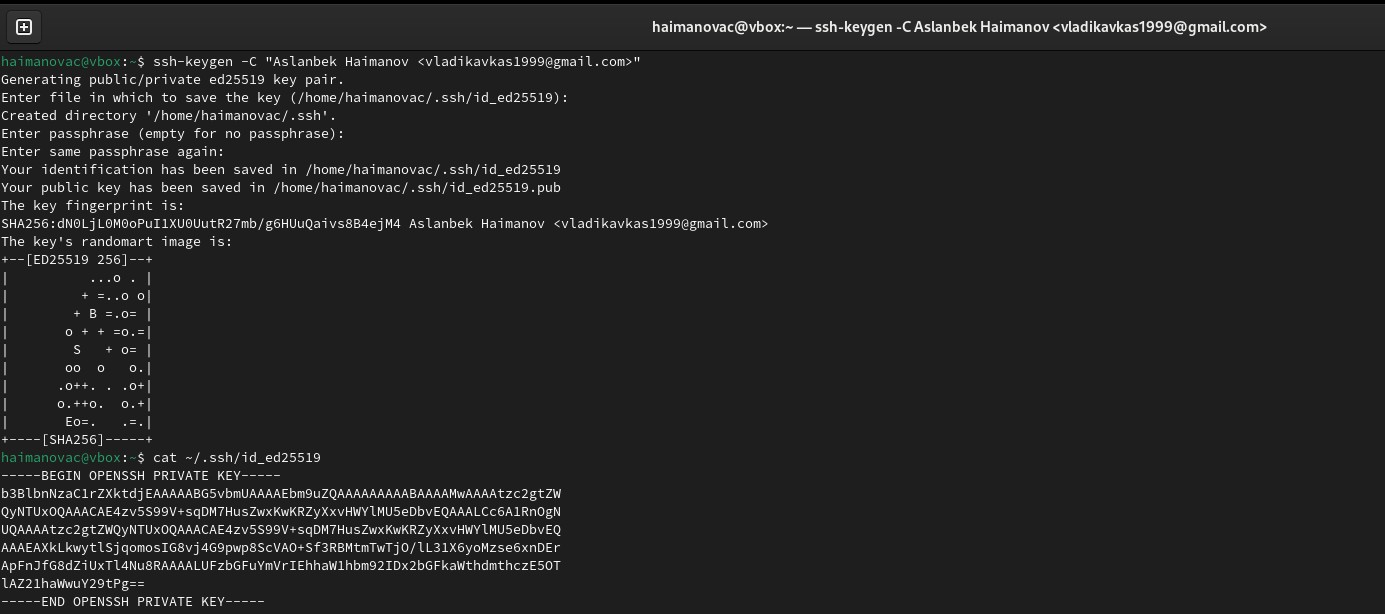 haimanovac@vbox:~ — ssh-keygen -C Aslanbek Haimanov <vladikavkas1999@gmail.com>
haimanovac@vbox:~$ ssh-keygen -C "Aslanbek Haimanov <vladikavkas1999@gmail.com>"
Generating public/private ed25519 key pair.
Enter file in which to save the key (/home/haimanovac/.ssh/id_ed25519):
Created directory '/home/haimanovac/.ssh'.
Enter passphrase (empty for no passphrase):
Enter same passphrase again:
Your identification has been saved in /home/haimanovac/.ssh/id_ed25519
Your public key has been saved in /home/haimanovac/.ssh/id_ed25519.pub
The key fingerprint is:
SHA256:dN0LjL0M0oPuI1XU0UutR27mb/g6HUuQaivs8B4ejM4 Aslanbek Haimanov <vladikavkas1999@gmail.com>
The key's randomart image is:
+--[ED25519 256]--+
|          ...o . |
|         + =..o o|
|        + B =.o= |
|       o + + =o.=|
|        S   + o= |
|       oo  o   o.|
|      .o++. . .o+|
|      o.++o.  o.+|
|       Eo=.   .=.|
+----[SHA256]-----+
haimanovac@vbox:~$ cat ~/.ssh/id_ed25519
-----BEGIN OPENSSH PRIVATE KEY-----
b3BlbnNzaC1rZXktdjEAAAAABG5vbmUAAAAEbm9uZQAAAAAAAAABAAAAMwAAAAtzc2gtZW
QyNTUxOQAAACAE4zv5S99V+sqDM7HusZwxKwKRZyXxvHWYlMU5eDbvEQAAALCc6A1RnOgN
UQAAAAtzc2gtZWQyNTUxOQAAACAE4zv5S99V+sqDM7HusZwxKwKRZyXxvHWYlMU5eDbvEQ
AAAEAXkLkwytlSjqomosIG8vj4G9pwp8ScVAO+Sf3RBMtmTwTjO/lL31X6yoMzse6xnDEr
ApFnJfG8dZiUxTl4Nu8RAAAALUFzbGFuYmVrIEhhaW1hbm92IDx2bGFkaWthdmthczE5OT
lAZ21haWwuY29tPg==
-----END OPENSSH PRIVATE KEY-----